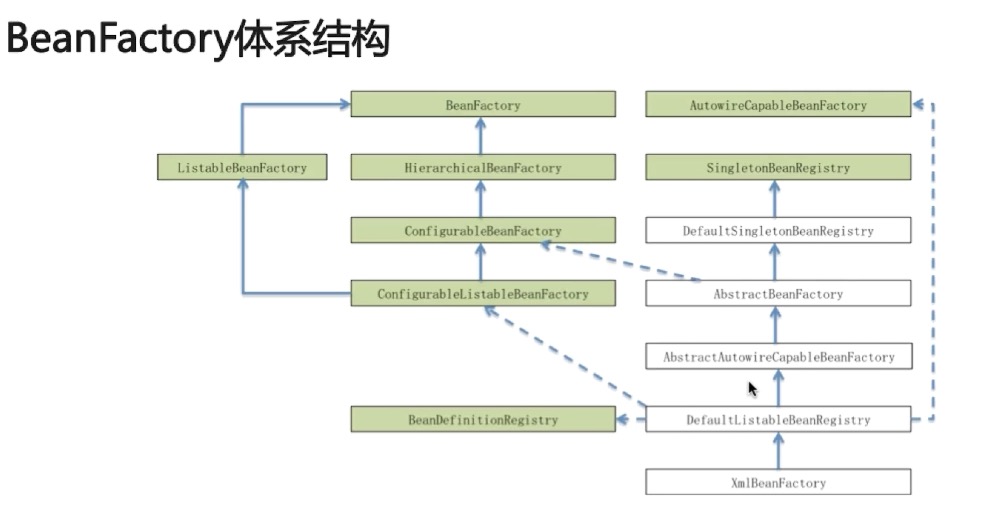 BeanFactory体系结构
BeanFactory
AutowireCapableBeanFactory
ListableBeanFactory
HierarchicalBeanFactory
SingletonBeanRegistry
ConfigurableBeanFactory
DefaultSingletonBeanRegistry
ConfigurableListableBeanFactory
AbstractBeanFactory
AbstractAutowireCapableBeanFactory
BeanDefinitionRegistry
DefaultListableBeanRegistry
XmlBeanFactory